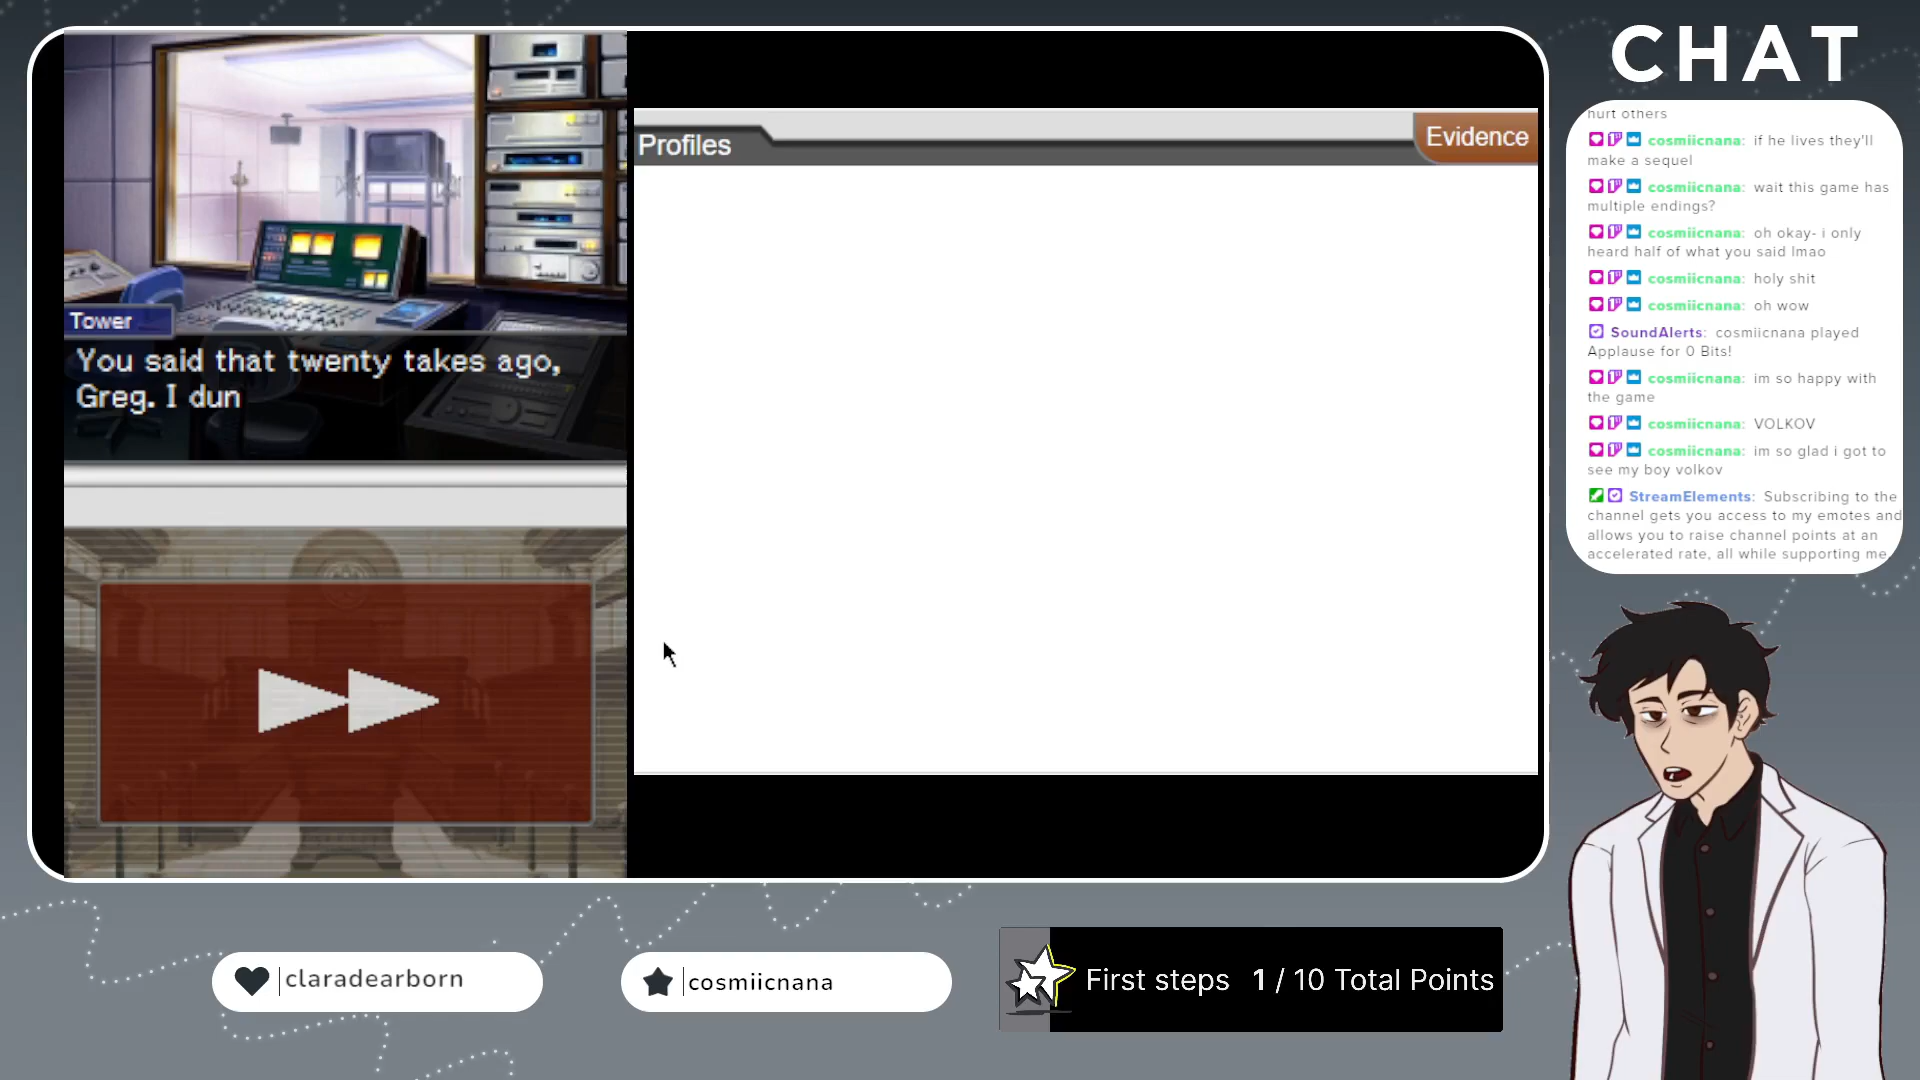 CHAT
hurt others
cosmiicnana: if he lives they'll
make a sequel
cosmiicnana: wait this game has
multiple endings?
cosmiicnana: oh okay- i only
heard half of what you said lmao
cosmiicnana: holy shit
cosmiicnana: oh wow
SoundAlerts: cosmiicnana played
Applause for 0 Bits!
cosmiicnana: im so happy with
the game
cosmiicnana: VOLKOV
cosmiicnana: im so glad i got to
see my boy volkov
StreamElements: Subscribing to the
channel gets you access to my emotes and
allows you to raise channel points at an
accelerated rate, all while supporting me.
Profiles
Evidence
Tower
You said that twenty takes ago,
Greg. I dun
claradearborn
cosmiicnana
First steps 1 / 10 Total Points